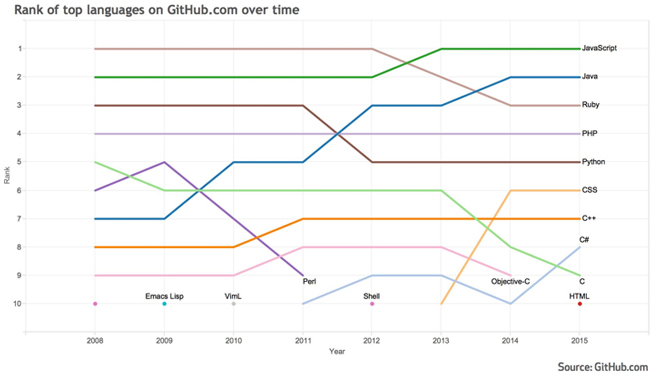 Rank of top languages on GitHub.com over time
1
JavaScript
2
Java
3
Ruby
4
PHP
5
Python
6
CSS
7
C++
8
C#
9
Perl
Objective-C
C
10
Emacs Lisp
VimL
Shell
HTML
Rank
2008 2009 2010 2011 2012 2013 2014 2015
Year
Source: GitHub.com